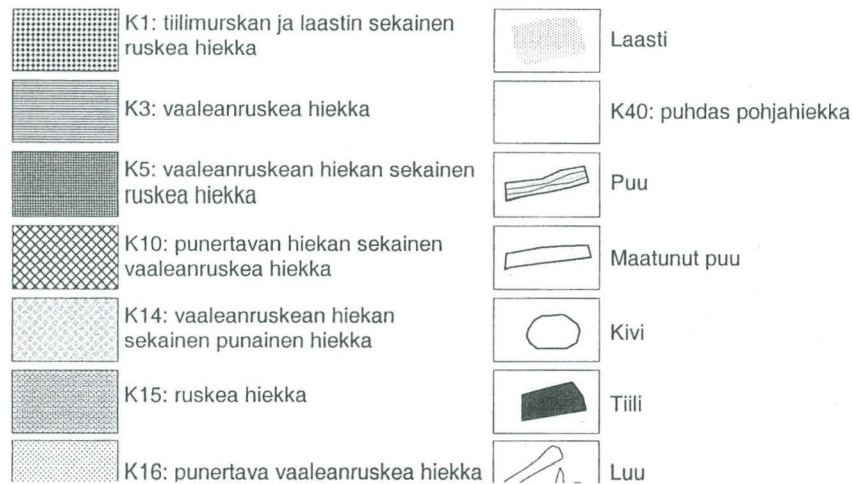 K1: tiilimurskan ja laastin sekainen
ruskea hiekka
K3: vaaleanruskea hiekka
K5: vaaleanruskean hiekan sekainen
ruskea hiekka
K10: punertavan hiekan sekainen
vaaleanruskea hiekka
K14: vaaleanruskean hiekan
sekainen punainen hiekka
K15: ruskea hiekka
K16: punertava vaaleanruskea hiekka
Laasti
K40: puhdas pohjahiekka
Puu
Maatunut puu
Kivi
Tiili
Luu